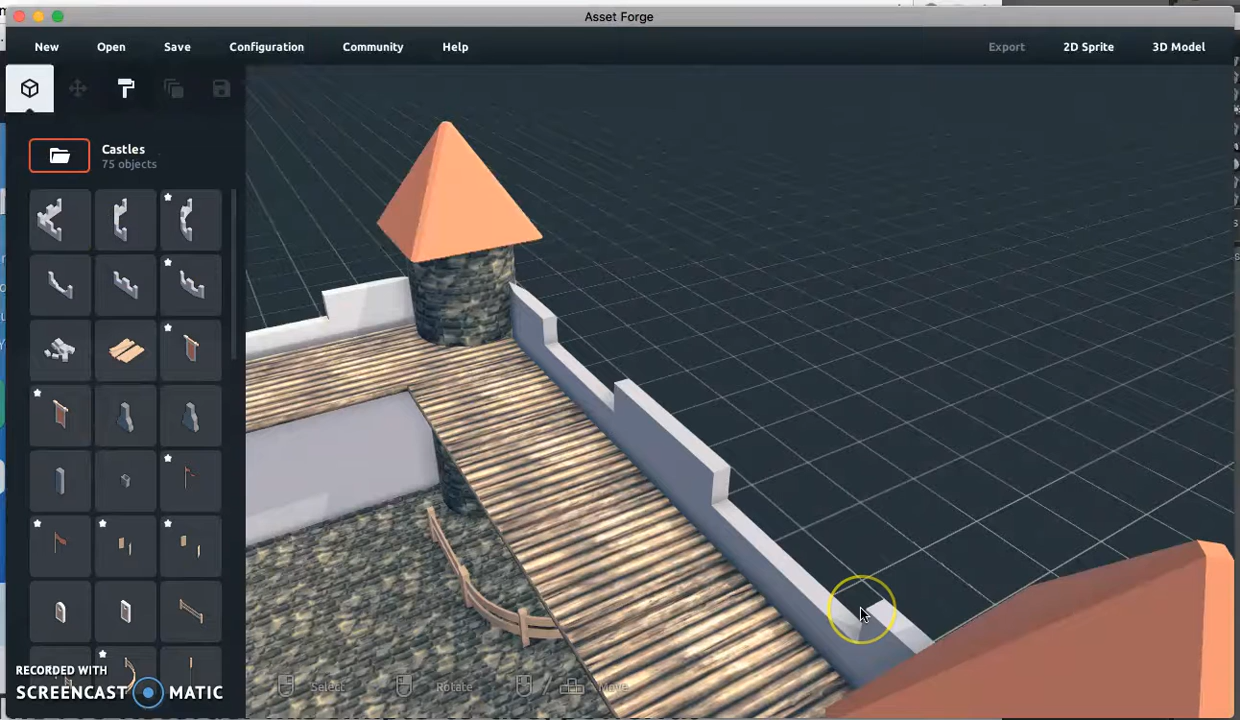 Asset Forge
New Open Save Configuration Community Help Export 2D Sprite 3D Model
Castles
75 objects
Select Rotate / Move
RECORDED WITH
SCREENCAST MATIC